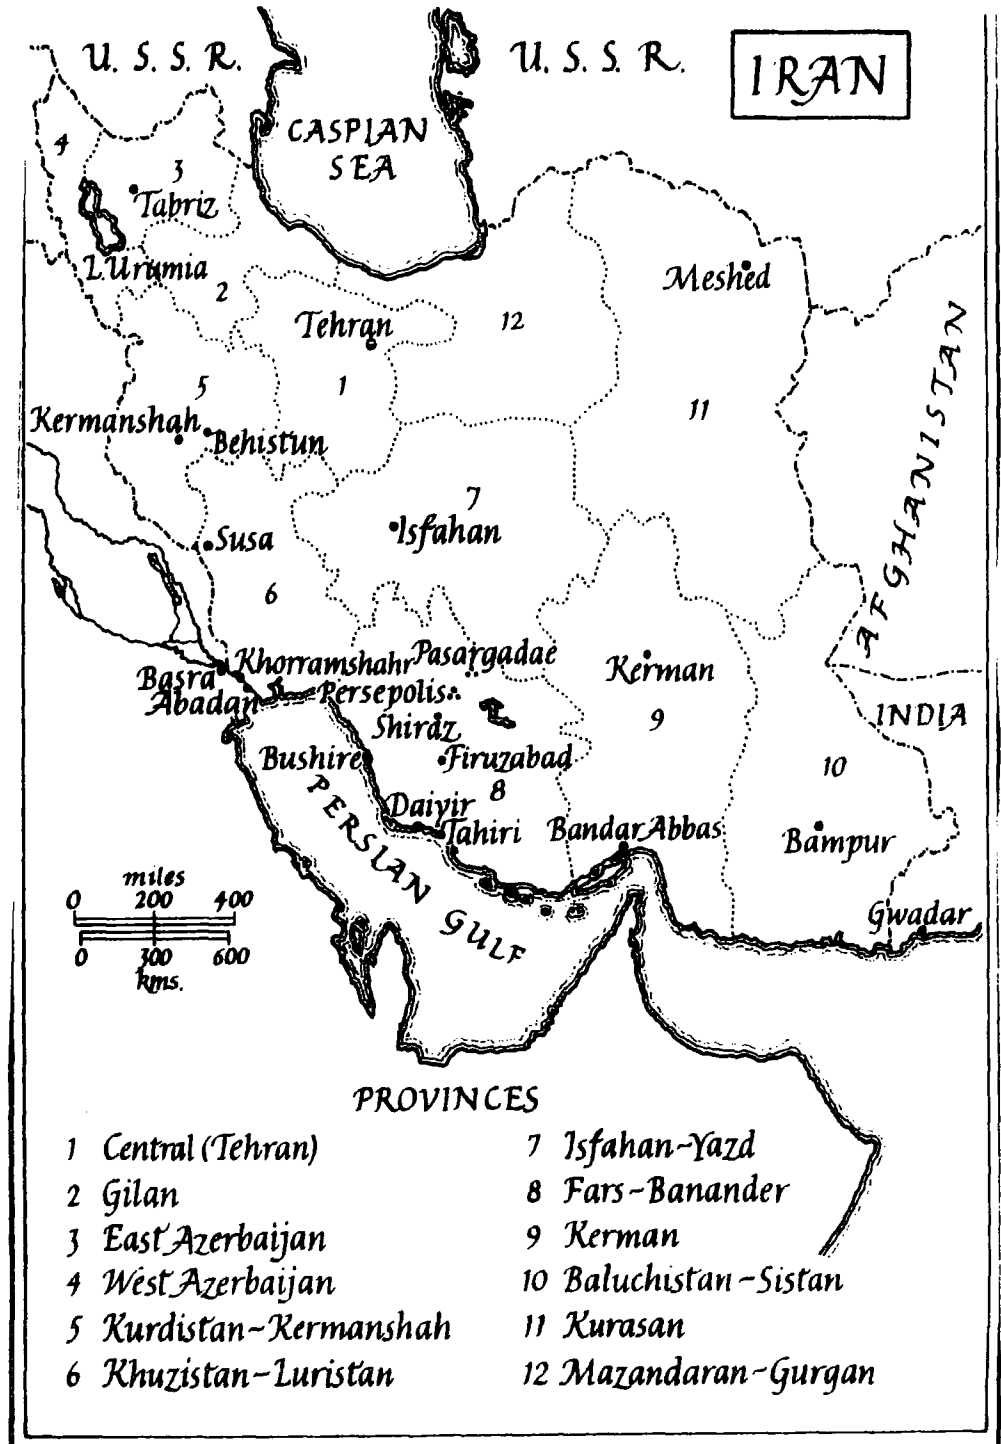 U. S. S. R.
U. S. S. R.
IRAN
CASPIAN
SEA
4
3
Tabriz
L.Urumia
2
Meshed
Tehran
12
5
1
11
AFGHANISTAN
Kermanshah
Behistun
7
Isfahan
Susa
6
Khorramshahr
Pasargadae
Basra
Abadan
Persepolis
Kerman
Shiraz
9
INDIA
Bushire
Firuzabad
10
8
PERSIAN GULF
Daiyir
Tahiri
Bandar Abbas
Bampur
Gwadar
miles
0 200 400
0 300 600
kms.
PROVINCES
1 Central (Tehran)
2 Gilan
3 East Azerbaijan
4 West Azerbaijan
5 Kurdistan-Kermanshah
6 Khuzistan-Luristan
7 Isfahan-Yazd
8 Fars-Banander
9 Kerman
10 Baluchistan-Sistan
11 Kurasan
12 Mazandaran-Gurgan